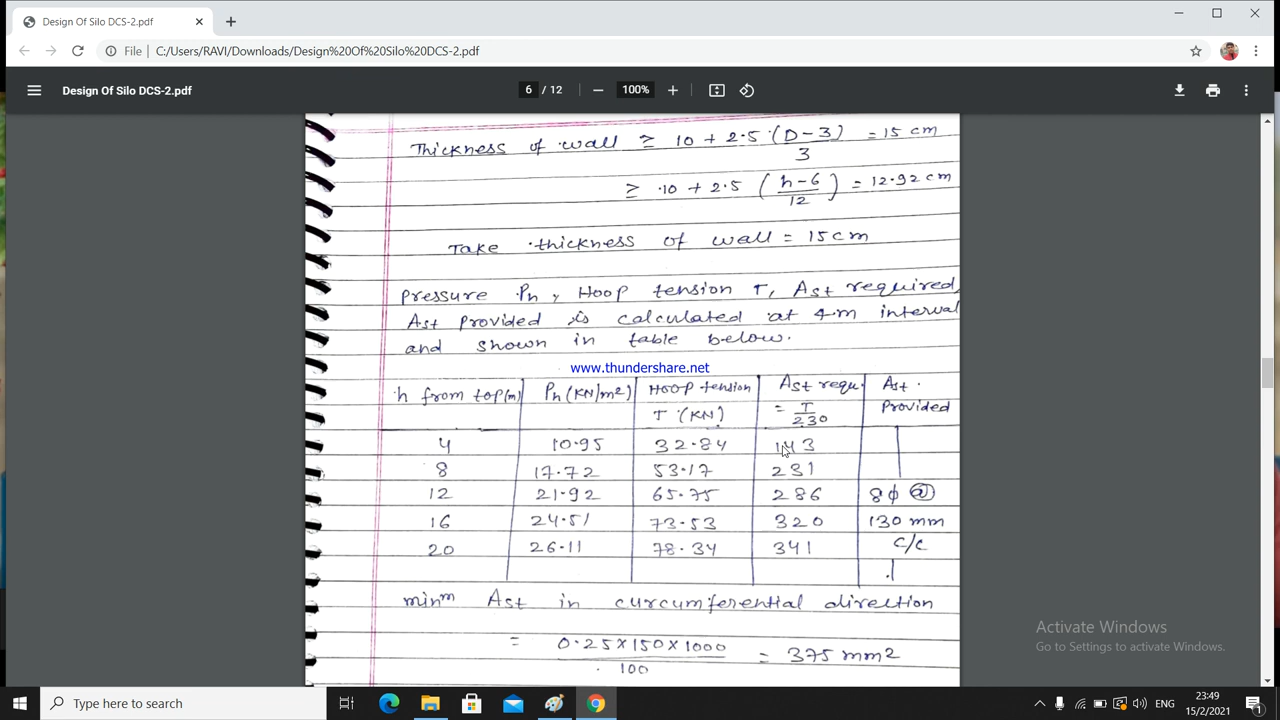 Design Of Silo DCS-2.pdf
File | C:/Users/RAVI/Downloads/Design%20Of%20Silo%20DCS-2.pdf
Design Of Silo DCS-2.pdf
6 / 12
100%
Thickness of wall ≥ 10 + 2.5 (D-3)/3 = 15 cm
≥ 10 + 2.5 (h-6/12) = 12.92 cm
Take thickness of wall = 15 cm
Pressure Ph, Hoop tension T, Ast required,
Ast provided is calculated at 4m interval
and shown in table below.
www.thundershare.net
h from top(m) Ph (KN/m2) Hoop tension T (KN) Ast requ. = T/230 Ast. Provided
4 10.95 32.84 143
8 17.72 53.17 231
12 21.92 65.75 286 8ϕ @
16 24.51 73.53 320 130 mm
20 26.11 78.34 341 c/c
minm Ast in curcumferential direction
= 0.25×150×1000/100 = 375 mm2
Activate Windows
Go to Settings to activate Windows.
Type here to search
ENG
23:49
15/2/2021
1